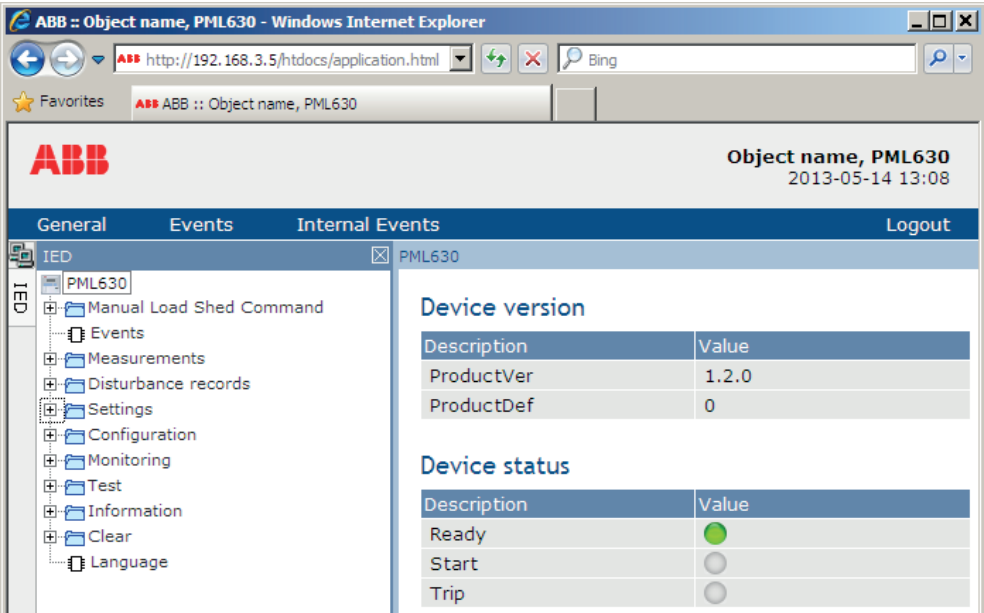 ABB :: Object name, PML630 - Windows Internet Explorer
ABB http://192.168.3.5/htdocs/application.html Bing
Favorites ABB ABB :: Object name, PML630
ABB
Object name, PML630
2013-05-14 13:08
General Events Internal Events Logout
IED
IED
PML630
PML630
Manual Load Shed Command
Events
Measurements
Disturbance records
Settings
Configuration
Monitoring
Test
Information
Clear
Language
Device version
Description Value
ProductVer 1.2.0
ProductDef 0
Device status
Description Value
Ready
Start
Trip